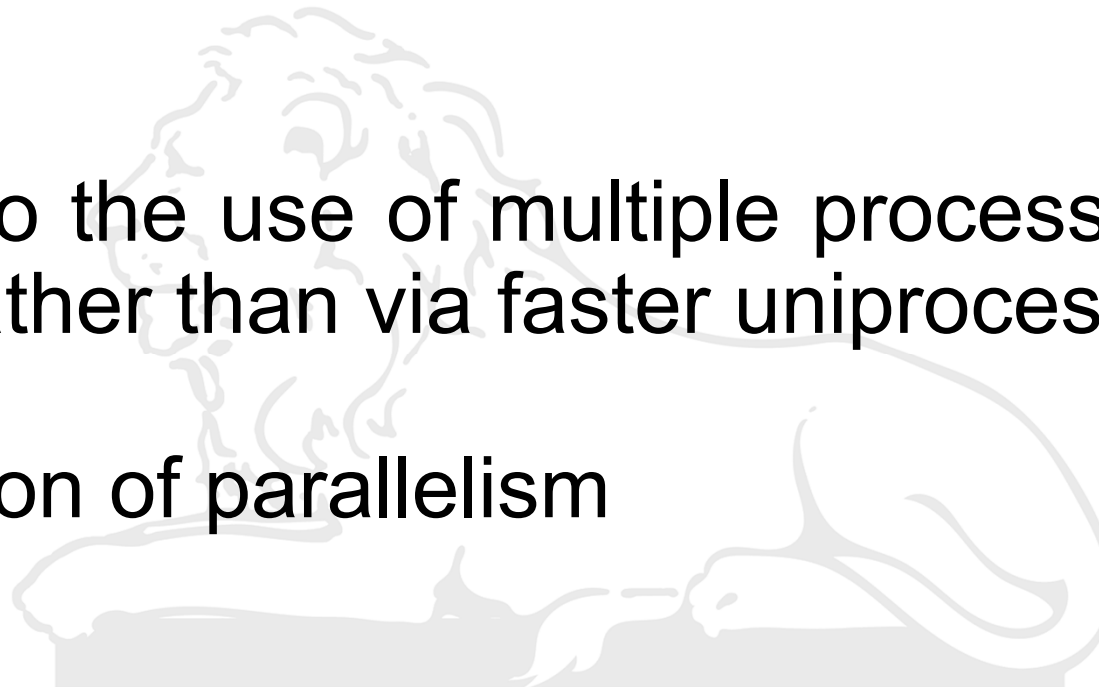 o the use of multiple process
ther than via faster uniproces
on of parallelism